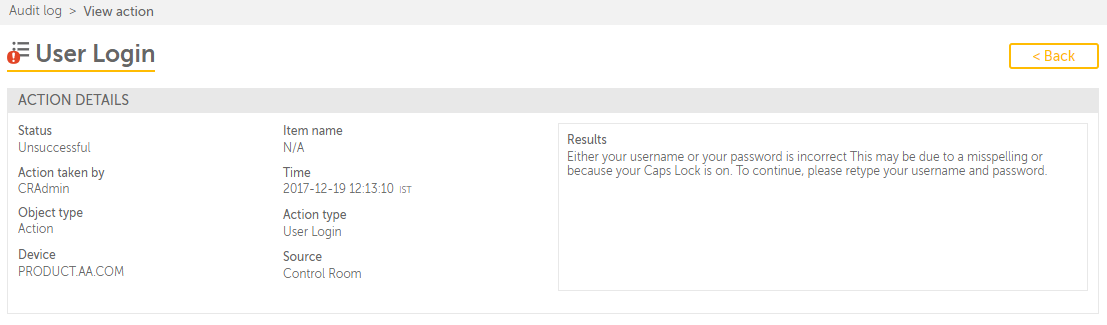 Audit log > View action
User Login
< Back
ACTION DETAILS
Status
Unsuccessful
Item name
N/A
Action taken by
CRAdmin
Time
2017-12-19 12:13:10 IST
Object type
Action
Action type
User Login
Device
PRODUCT.AA.COM
Source
Control Room
Results
Either your username or your password is incorrect This may be due to a misspelling or
because your Caps Lock is on. To continue, please retype your username and password.